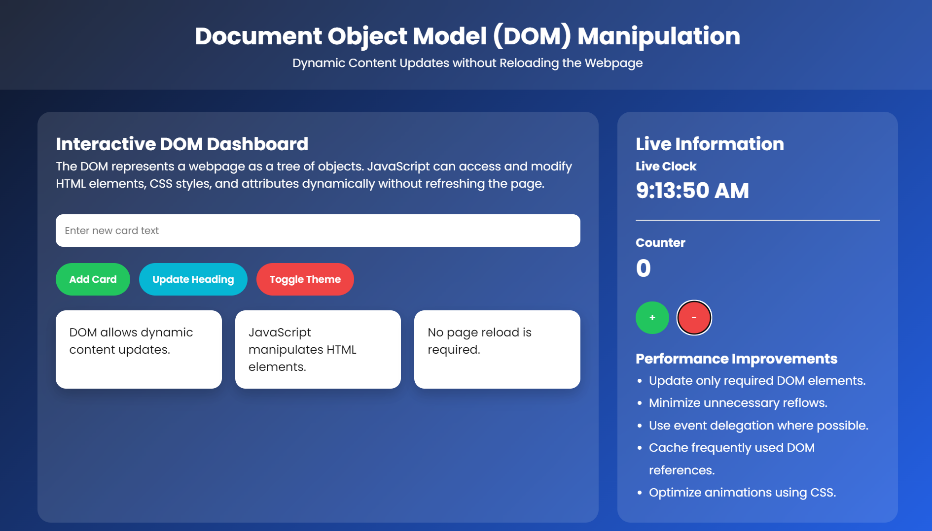 Document Object Model (DOM) Manipulation
Dynamic Content Updates without Reloading the Webpage
Interactive DOM Dashboard
The DOM represents a webpage as a tree of objects. JavaScript can access and modify
HTML elements, CSS styles, and attributes dynamically without refreshing the page.
Enter new card text
Add Card
Update Heading
Toggle Theme
DOM allows dynamic
content updates.
JavaScript
manipulates HTML
elements.
No page reload is
required.
Live Information
Live Clock
9:13:50 AM
Counter
0
+
-
Performance Improvements
• Update only required DOM elements.
• Minimize unnecessary reflows.
• Use event delegation where possible.
• Cache frequently used DOM
references.
• Optimize animations using CSS.